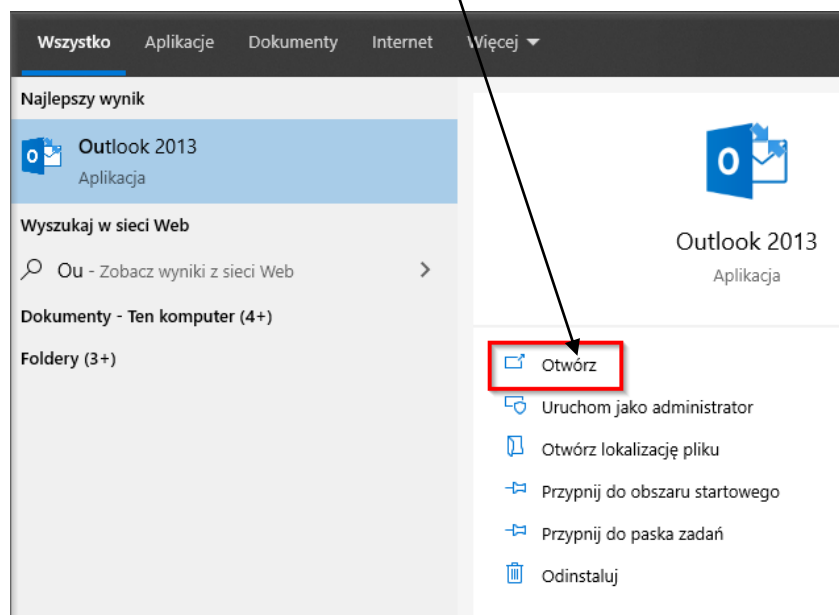 Wszystko Aplikacje Dokumenty Internet Więcej
Najlepszy wynik
Outlook 2013
Aplikacja
Wyszukaj w sieci Web
Ou - Zobacz wyniki z sieci Web
Dokumenty - Ten komputer (4+)
Foldery (3+)
Outlook 2013
Aplikacja
Otwórz
Uruchom jako administrator
Otwórz lokalizację pliku
Przypnij do obszaru startowego
Przypnij do paska zadań
Odinstaluj